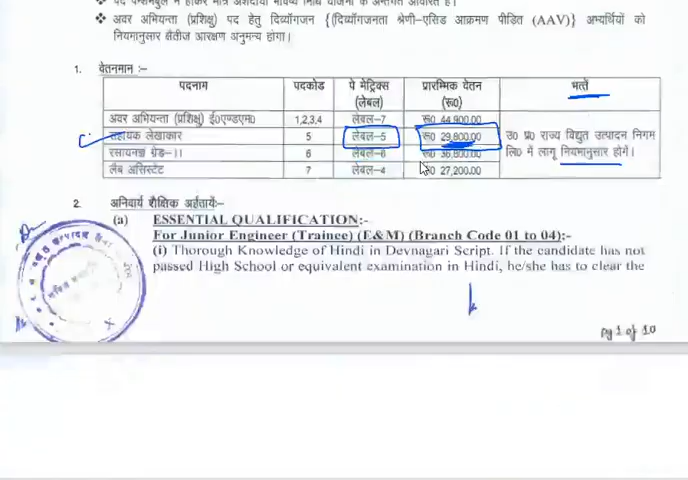 ❖ अवर अभियन्ता (प्रशिक्षु) पद हेतु दिव्याँगजन {(दिव्याँगजनता श्रेणी–एसिड आक्रमण पीड़ित (AAV)} अभ्यर्थियों को
नियमानुसार क्षैतीज आरक्षण अनुमन्य होगा।
1. वेतनमान :–
पदनाम पदकोड पे मैट्रिक्स (लेबल) प्रारम्भिक वेतन (रू0) भत्ते
अवर अभियन्ता (प्रशिक्षु) ई0एण्डएम0 1,2,3,4 लेवल–7 रू0 44,900.00
सहायक लेखाकार 5 लेबल–5 रू0 29,800.00 उ0 प्र0 राज्य विद्युत उत्पादन निगम
रसायनज्ञ ग्रेड–।। 6 लेबल–6 रू0 36,800.00 लि0 में लागू नियमानुसार होंगे।
लैब असिस्टेंट 7 लेबल–4 रू0 27,200.00
2. अनिवार्य शैक्षिक अर्हतायें:–
(a) ESSENTIAL QUALIFICATION:-
For Junior Engineer (Trainee) (E&M) (Branch Code 01 to 04):-
(i) Thorough Knowledge of Hindi in Devnagari Script. If the candidate has not
passed High School or equivalent examination in Hindi, he/she has to clear the
Pg 1 of 10